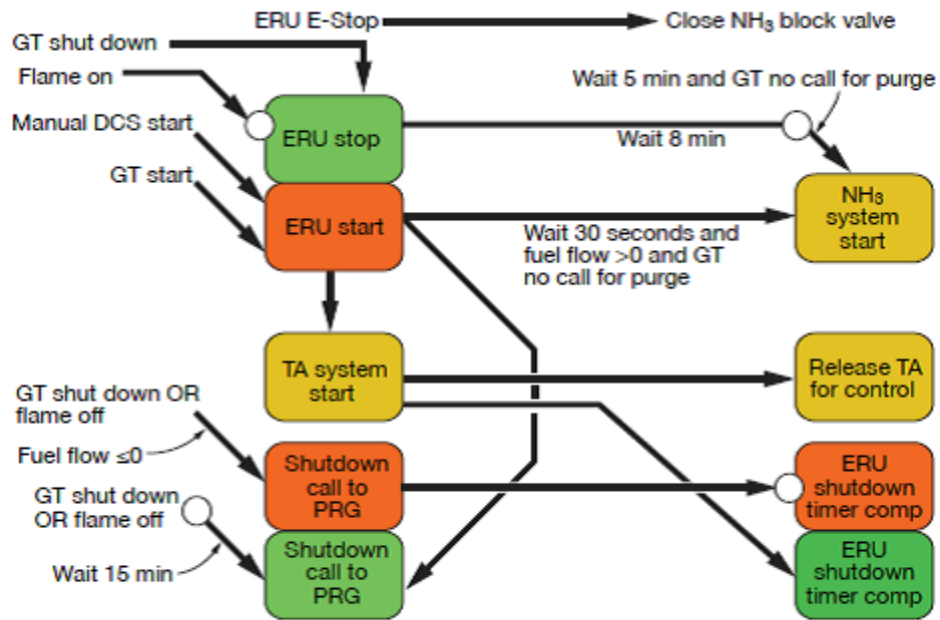 ERU E-Stop
Close NH₃ block valve
GT shut down
Flame on
Wait 5 min and GT no call for purge
Manual DCS start
ERU stop
Wait 8 min
GT start
ERU start
NH₃
system
start
Wait 30 seconds and
fuel flow >0 and GT
no call for purge
TA system
start
Release TA
for control
GT shut down OR
flame off
Fuel flow ≤0
Shutdown
call to
PRG
ERU
shutdown
timer comp
GT shut down
OR flame off
Wait 15 min
Shutdown
call to
PRG
ERU
shutdown
timer comp